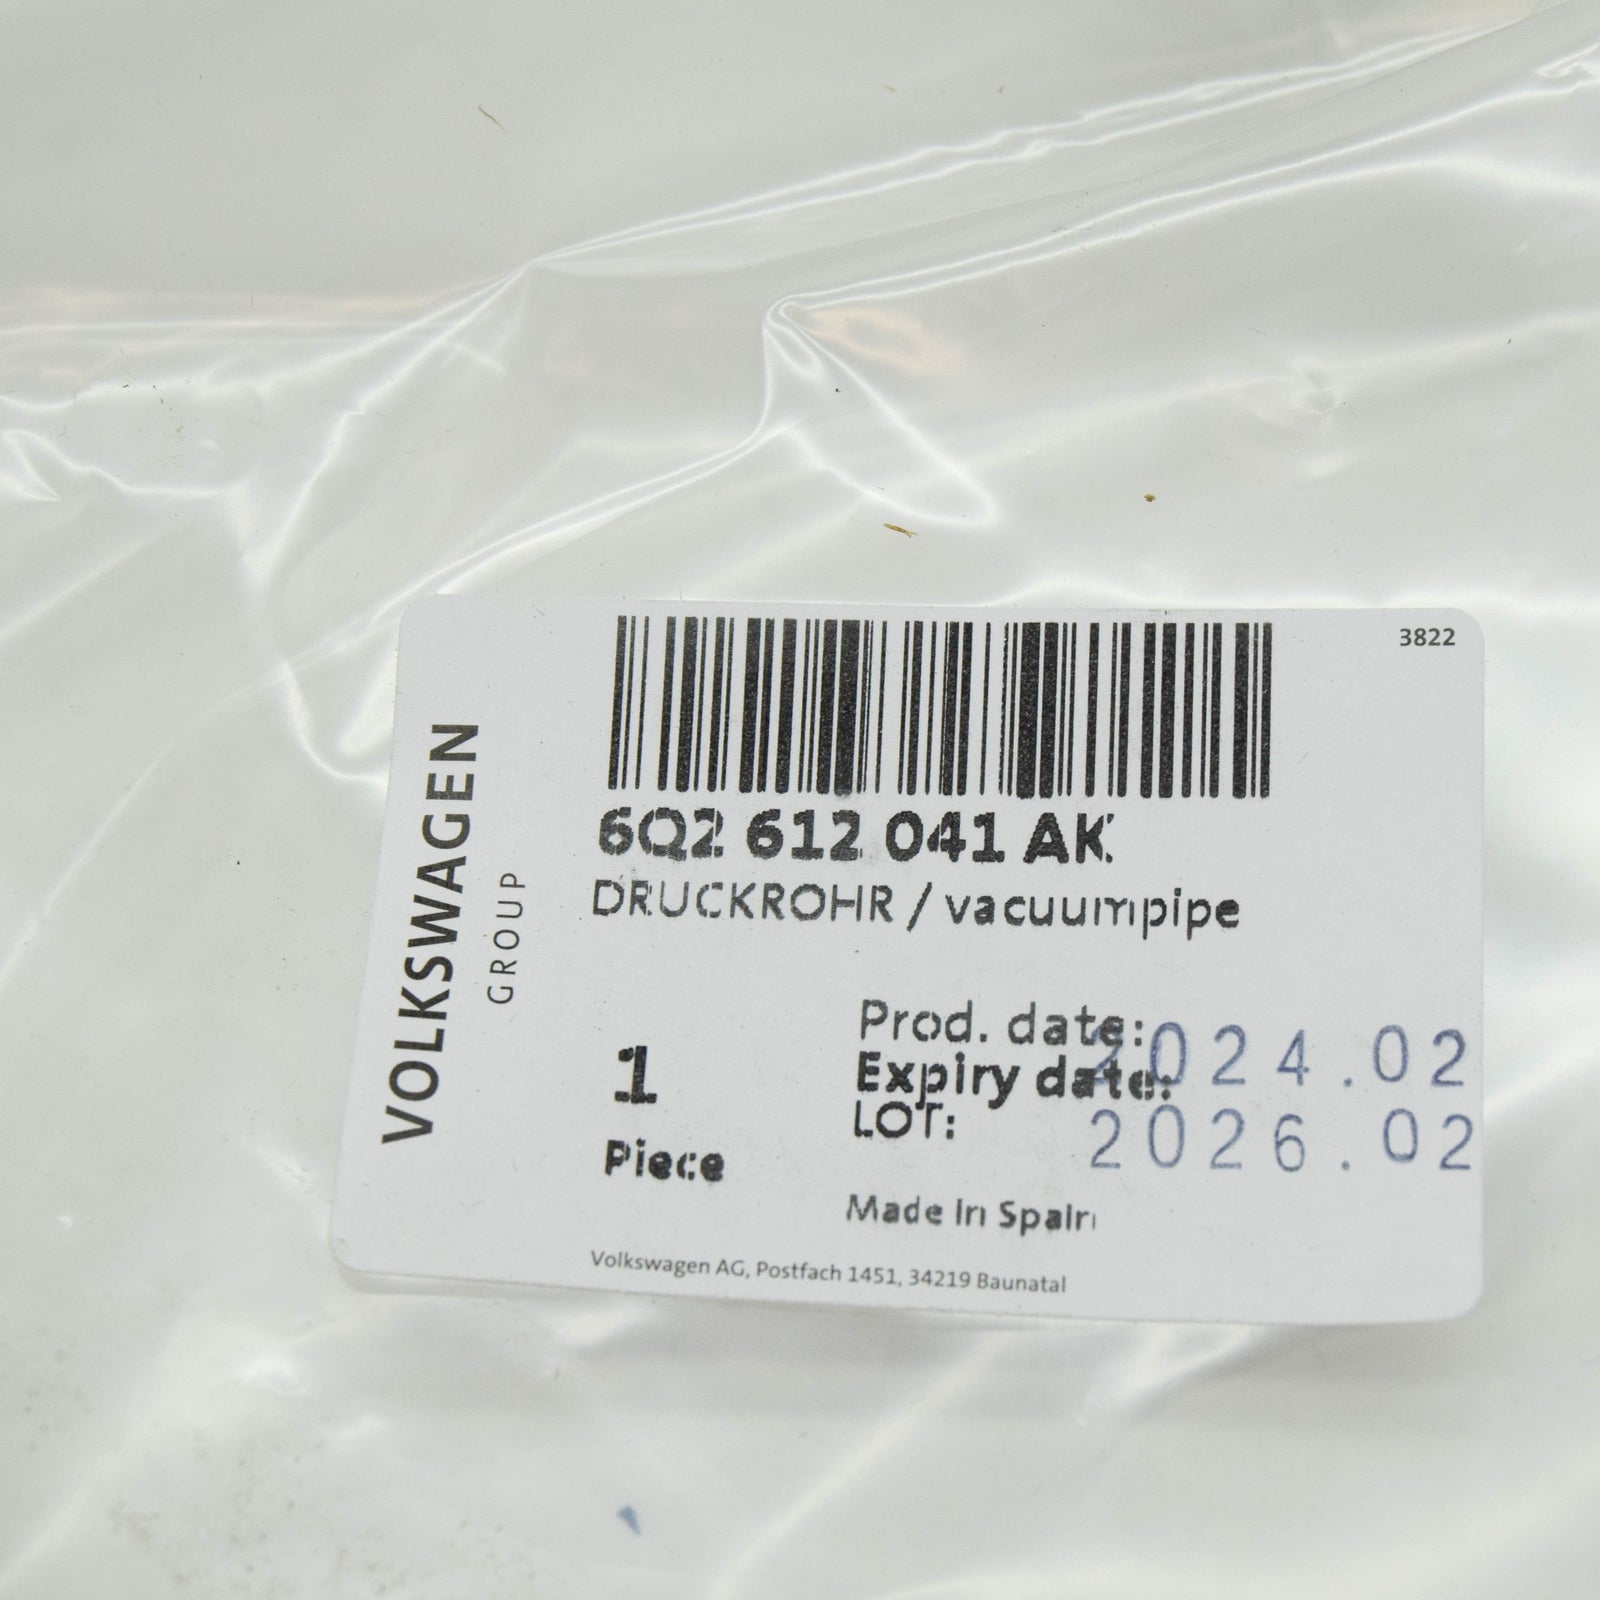 3822
VOLKSWAGEN
GROUP
6Q2 612 041 AK
DRUCKROHR / vacuumpipe
1
Piece
Prod. date: 2024.02
Expiry date: 2026.02
LOT:
Made in Spain
Volkswagen AG, Postfach 1451, 34219 Baunatal